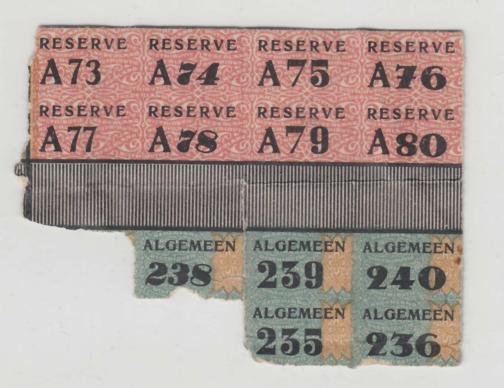 RESERVE RESERVE RESERVE RESERVE
A73 A74 A75 A76
RESERVE RESERVE RESERVE RESERVE
A77 A78 A79 A80
ALGEMEEN ALGEMEEN ALGEMEEN
238 239 240
ALGEMEEN ALGEMEEN
235 236